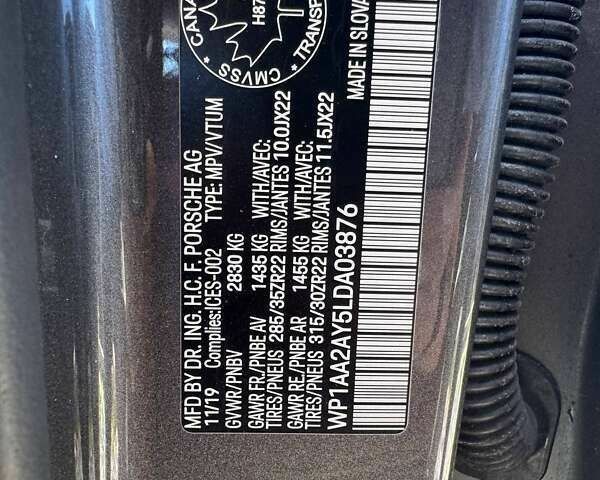 MFD BY DR. ING. H.C. F. PORSCHE AG
11/19 Complies:ICES-002 TYPE: MPV/VTUM
GVWR/PNBV 2830 KG
GAWR FR./PNBE AV 1435 KG WITH/AVEC:
TIRES/PNEUS 285/35ZR22 RIMS/JANTES 10.0JX22
GAWR RE./PNBE AR 1455 KG WITH/AVEC:
TIRES/PNEUS 315/30ZR22 RIMS/JANTES 11.5JX22
WP1AA2AY5LDA03876
MADE IN SLOVA
CANA
CMVSS
TRANSP
H87